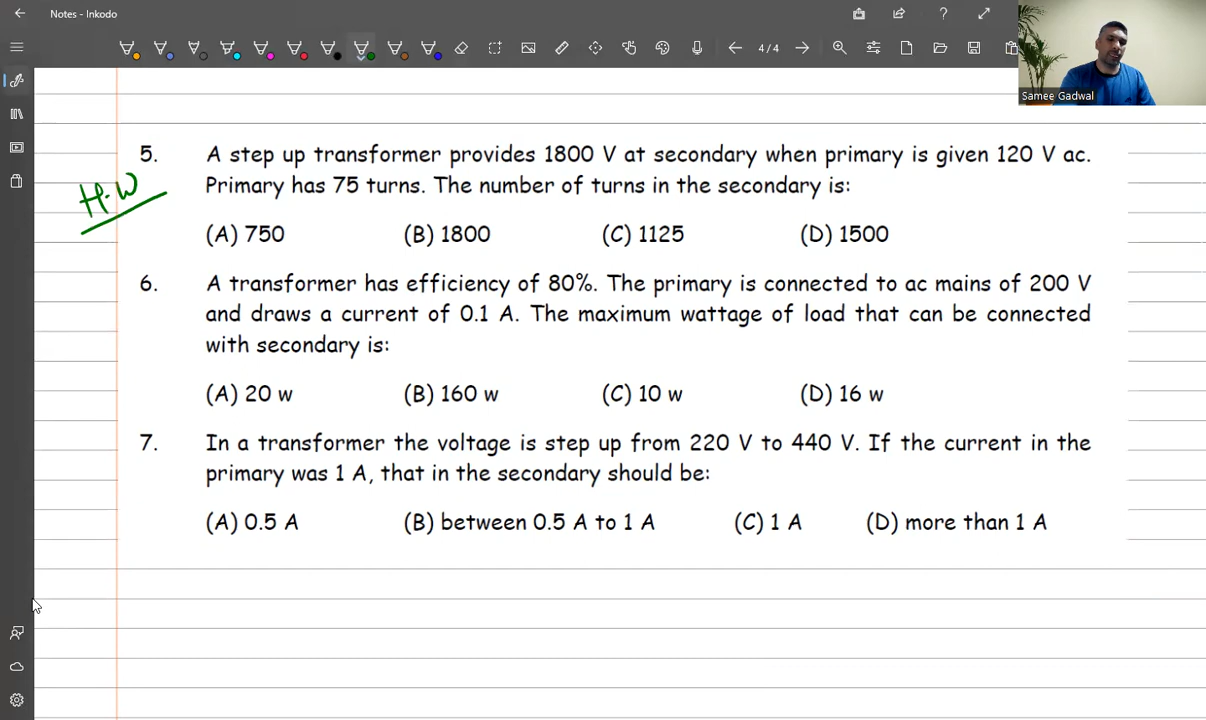 Notes - Inkodo
4/4
Samee Gadwal
5. A step up transformer provides 1800 V at secondary when primary is given 120 V ac.
H.W
Primary has 75 turns. The number of turns in the secondary is:
(A) 750 (B) 1800 (C) 1125 (D) 1500
6. A transformer has efficiency of 80%. The primary is connected to ac mains of 200 V
and draws a current of 0.1 A. The maximum wattage of load that can be connected
with secondary is:
(A) 20 w (B) 160 w (C) 10 w (D) 16 w
7. In a transformer the voltage is step up from 220 V to 440 V. If the current in the
primary was 1 A, that in the secondary should be:
(A) 0.5 A (B) between 0.5 A to 1 A (C) 1 A (D) more than 1 A